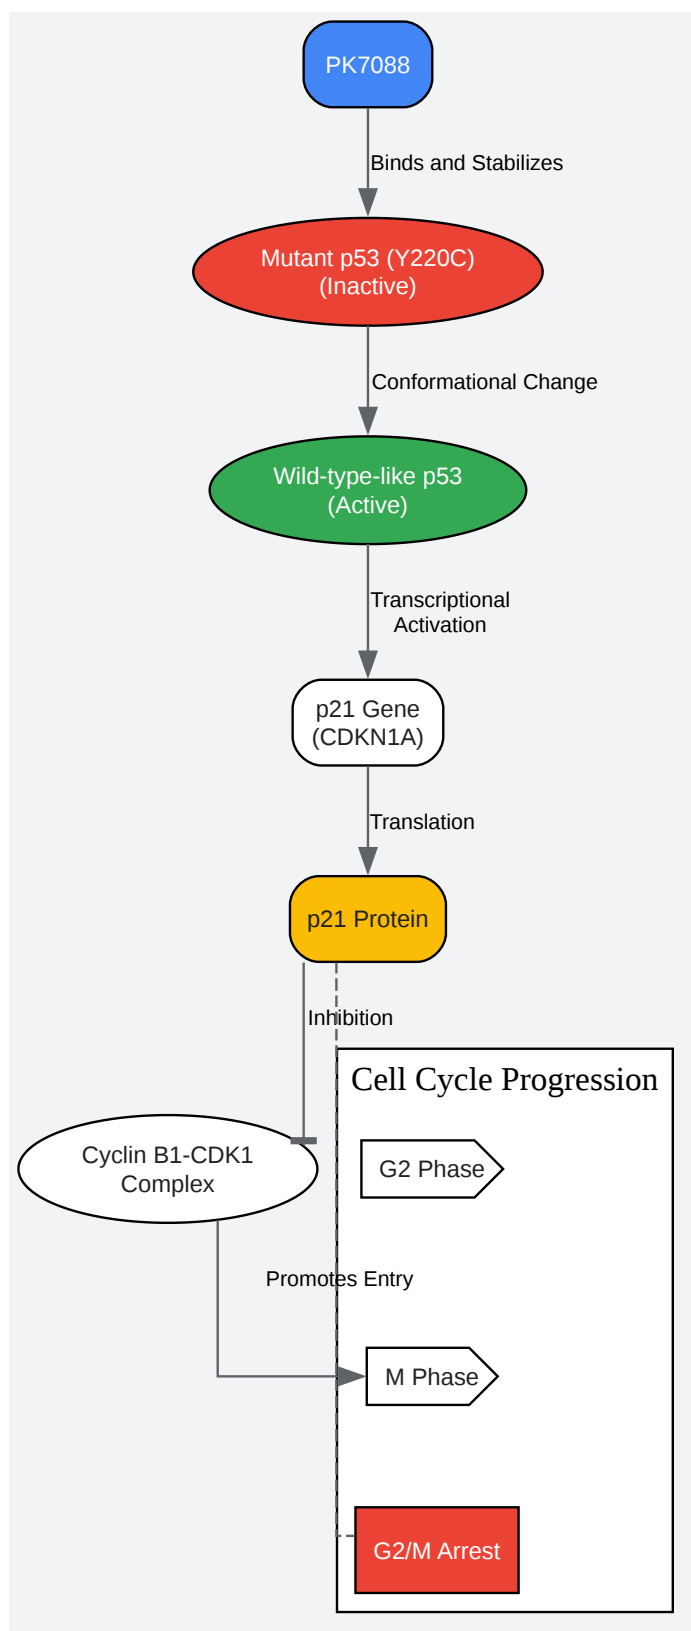 PK7088
Binds and Stabilizes
Mutant p53 (Y220C)
(Inactive)
Conformational Change
Wild-type-like p53
(Active)
Transcriptional
Activation
p21 Gene
(CDKN1A)
Translation
p21 Protein
Inhibition
Cell Cycle Progression
Cyclin B1-CDK1
Complex
G2 Phase
Promotes Entry
M Phase
G2/M Arrest